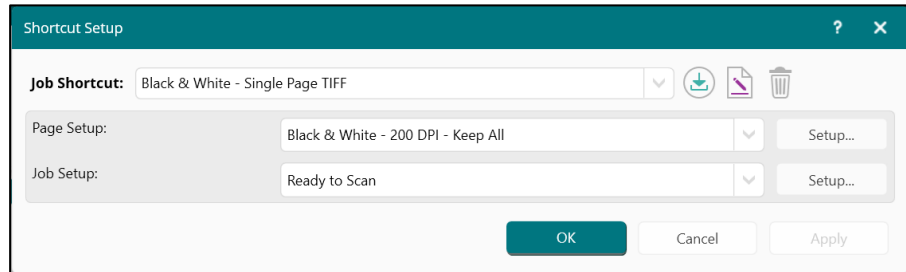 Shortcut Setup ?
Job Shortcut: Black & White - Single Page TIFF
Page Setup: Black & White - 200 DPI - Keep All Setup...
Job Setup: Ready to Scan Setup...
OK Cancel Apply